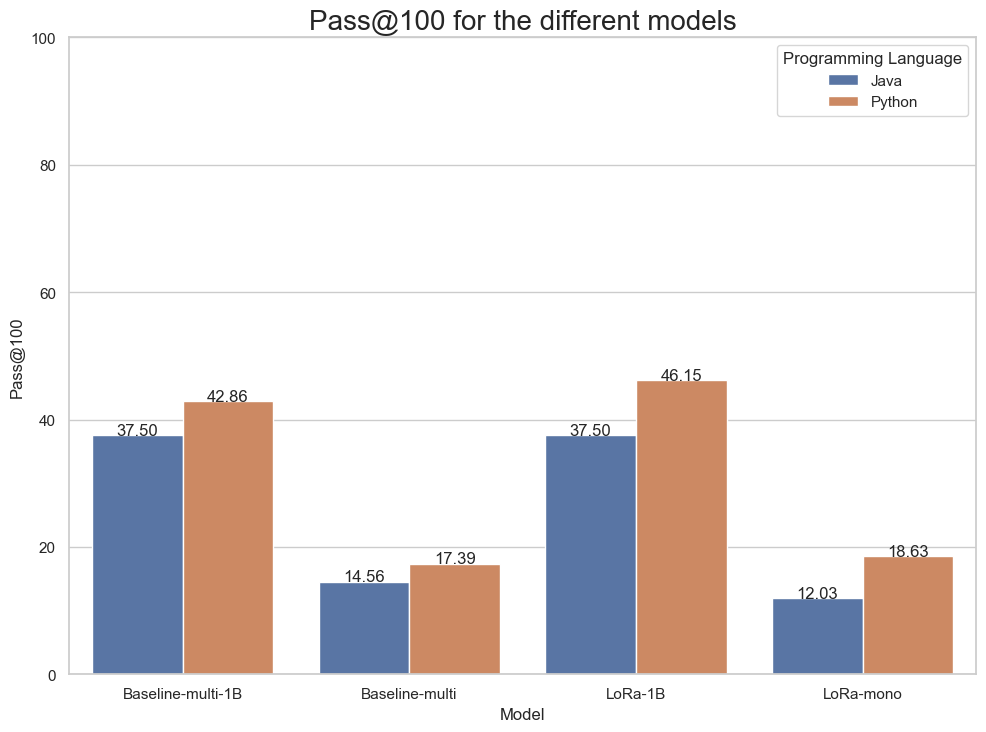 Pass@100 for the different models
100
80
60
40
20
0
Pass@100
Programming Language
Java
Python
37.50
42.86
14.56
17.39
37.50
46.15
12.03
18.63
Baseline-multi-1B
Baseline-multi
LoRa-1B
LoRa-mono
Model